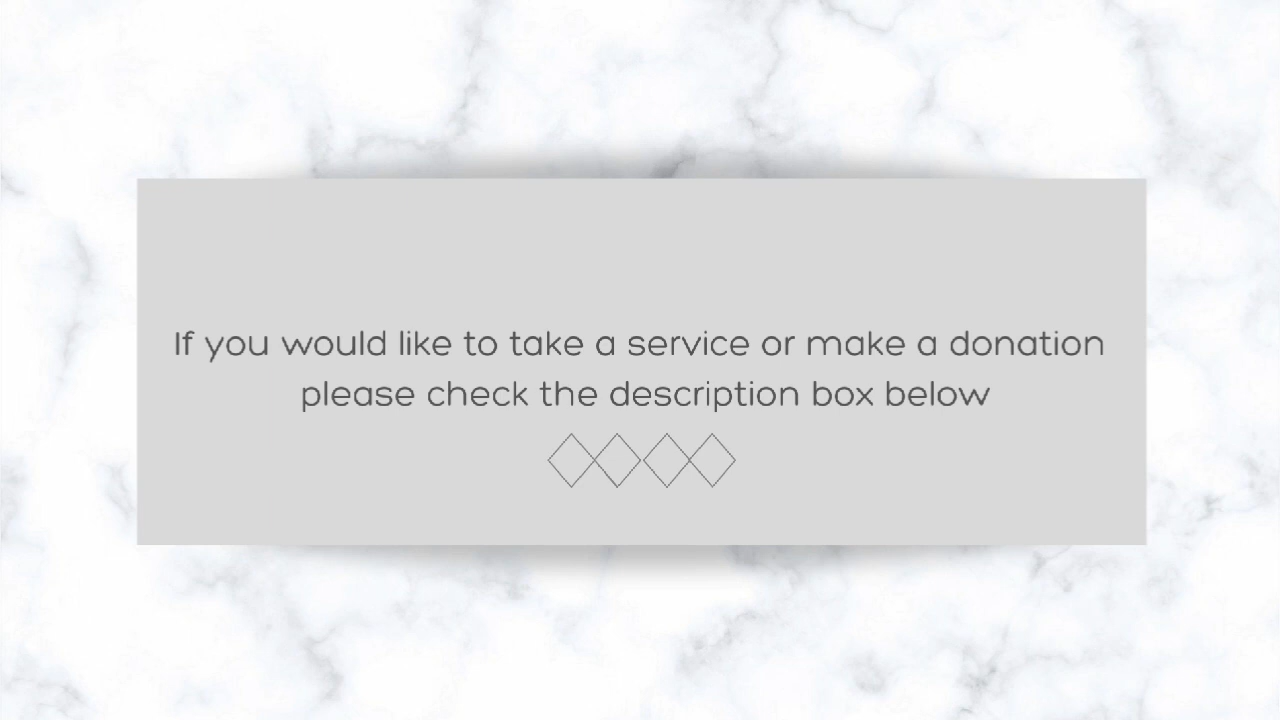 If you would like to take a service or make a donation
please check the description box below